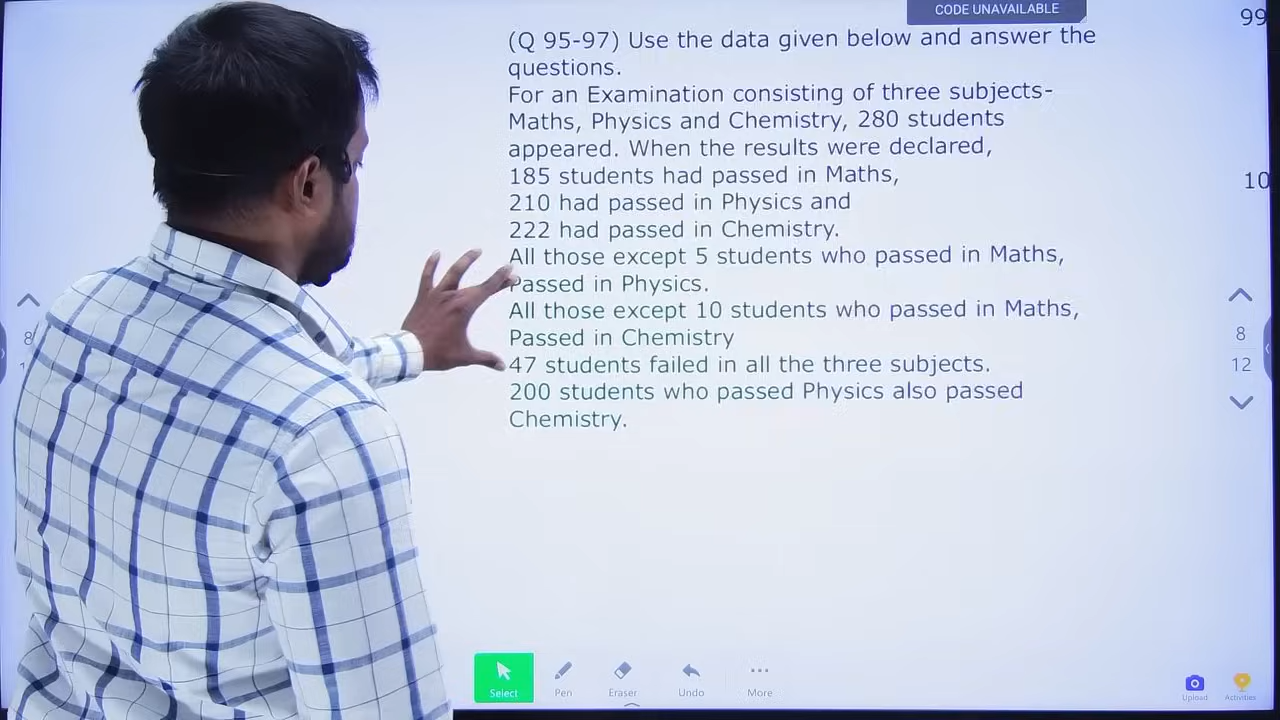 CODE UNAVAILABLE
99
(Q 95-97) Use the data given below and answer the
questions.
For an Examination consisting of three subjects-
Maths, Physics and Chemistry, 280 students
appeared. When the results were declared,
185 students had passed in Maths,
10
210 had passed in Physics and
222 had passed in Chemistry.
All those except 5 students who passed in Maths,
Passed in Physics.
All those except 10 students who passed in Maths,
Passed in Chemistry
47 students failed in all the three subjects.
200 students who passed Physics also passed
Chemistry.
8
8
12
Select
Pen
Eraser
Undo
More
Upload
Activities